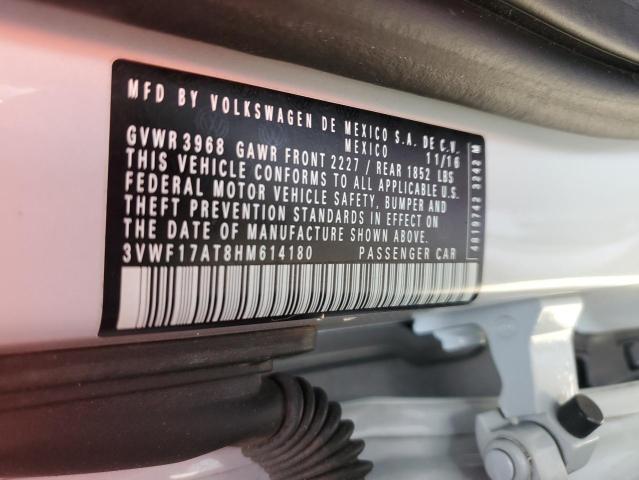 MFD BY VOLKSWAGEN DE MEXICO S.A. DE C.V.
MEXICO 11/16
GVWR 3968 GAWR FRONT 2227 / REAR 1852 LBS
THIS VEHICLE CONFORMS TO ALL APPLICABLE U.S.
FEDERAL MOTOR VEHICLE SAFETY, BUMPER AND
THEFT PREVENTION STANDARDS IN EFFECT ON
THE DATE OF MANUFACTURE SHOWN ABOVE.
3VWF17AT8HM614180 PASSENGER CAR
4019742 3242 M